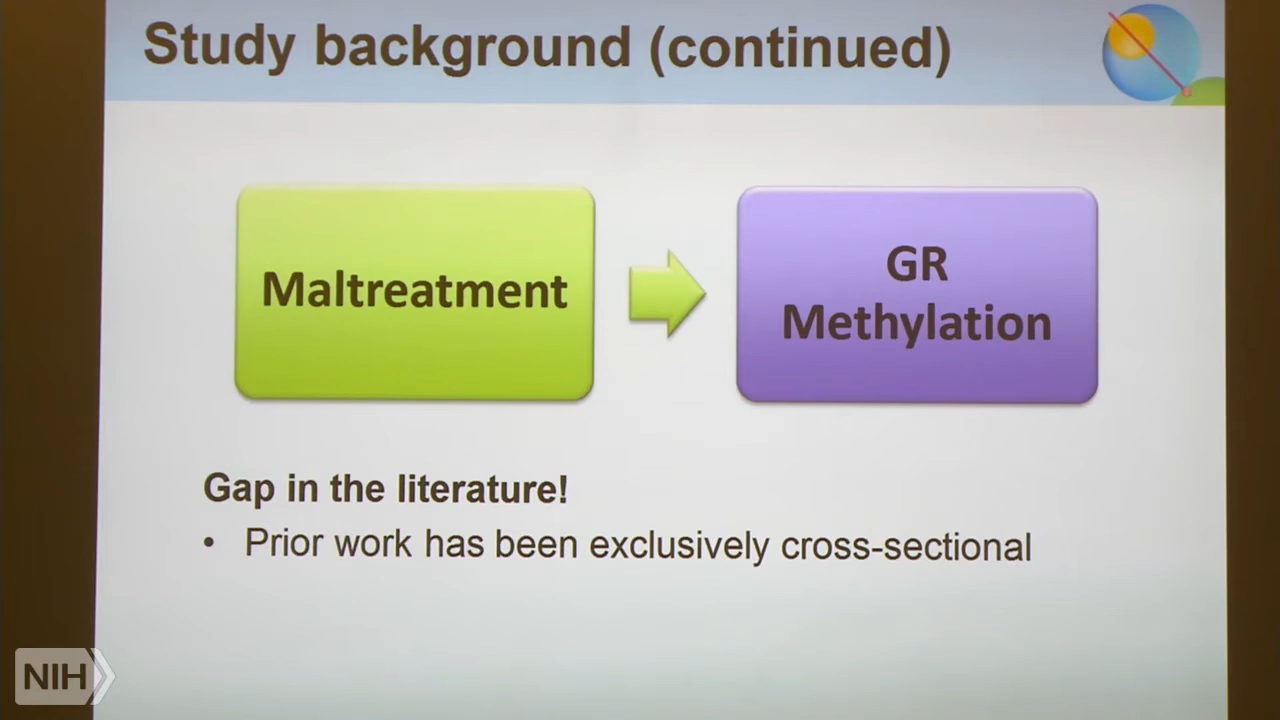 Study background (continued)
Maltreatment
GR
Methylation
Gap in the literature!
• Prior work has been exclusively cross-sectional
NIH